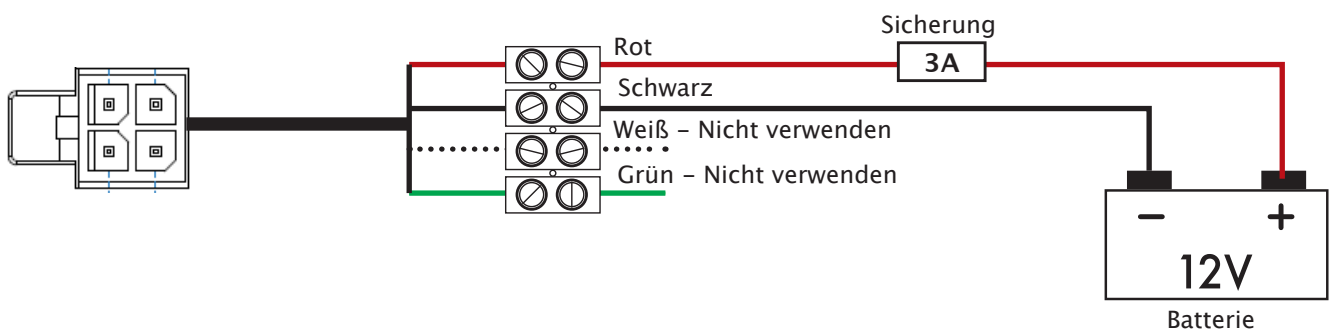 Sicherung
Rot
3A
Schwarz
Weiß – Nicht verwenden
Grün – Nicht verwenden
– +
12V
Batterie